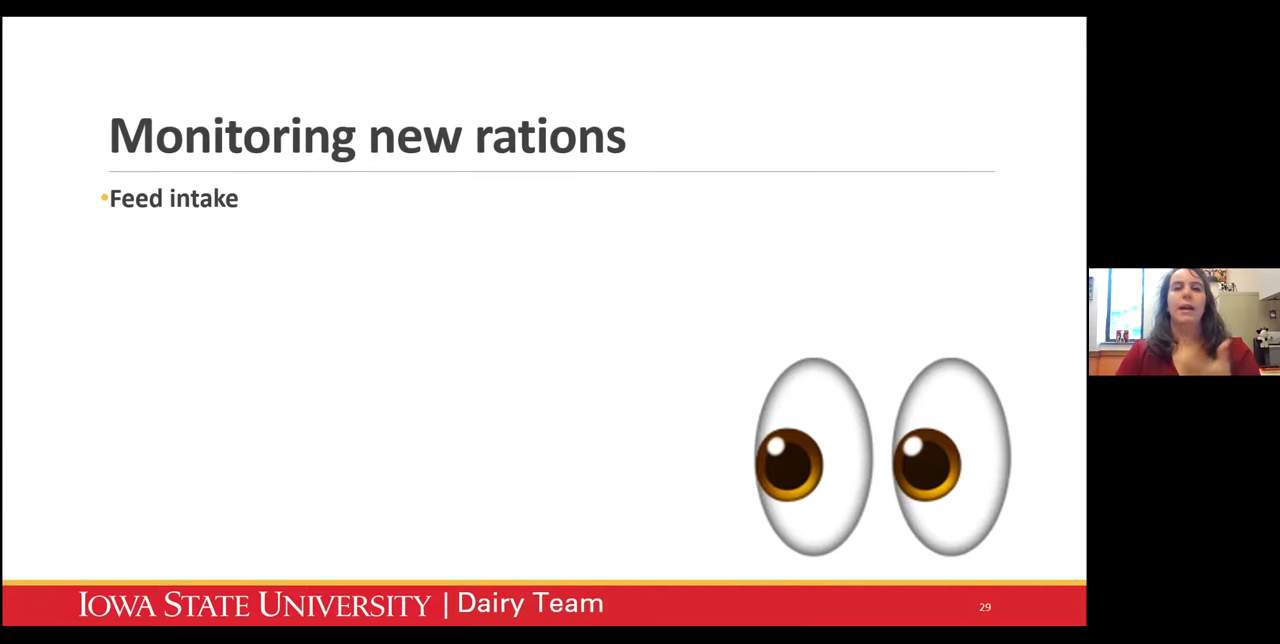 Monitoring new rations
•Feed intake
IOWA STATE UNIVERSITY | Dairy Team
29